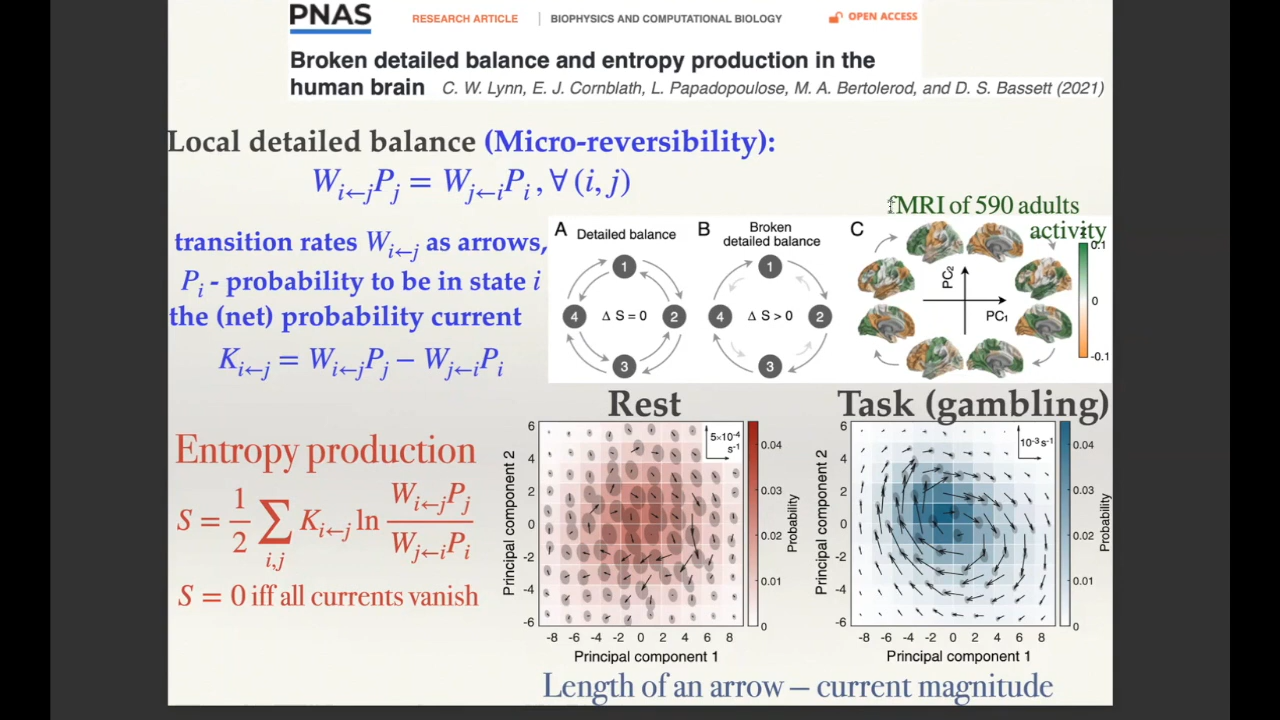 PNAS
RESEARCH ARTICLE | BIOPHYSICS AND COMPUTATIONAL BIOLOGY
OPEN ACCESS
Broken detailed balance and entropy production in the
human brain C. W. Lynn, E. J. Cornblath, L. Papadopoulose, M. A. Bertolerod, and D. S. Bassett (2021)
Local detailed balance (Micro-reversibility):
W_{i←j}P_j = W_{j←i}P_i, ∀ (i, j)
transition rates W_{i←j} as arrows,
P_i - probability to be in state i
the (net) probability current
K_{i←j} = W_{i←j}P_j − W_{j←i}P_i
fMRI of 590 adults
activity
A Detailed balance
1
4 Δ S = 0 2
3
B Broken
detailed balance
1
4 Δ S > 0 2
3
C
PC₂
PC₁
0.1
0
-0.1
Entropy production
S = 1/2 ∑_{i,j} K_{i←j} ln W_{i←j}P_j / W_{j←i}P_i
S = 0 iff all currents vanish
Rest
Principal component 2
6
4
2
0
-2
-4
-6
5×10⁻⁴
s⁻¹
-8 -6 -4 -2 0 2 4 6 8
Principal component 1
0.04
0.03
0.02
0.01
0
Probability
Task (gambling)
Principal component 2
6
4
2
0
-2
-4
-6
10⁻³ s⁻¹
-8 -6 -4 -2 0 2 4 6 8
Principal component 1
0.04
0.03
0.02
0.01
0
Probability
Length of an arrow – current magnitude